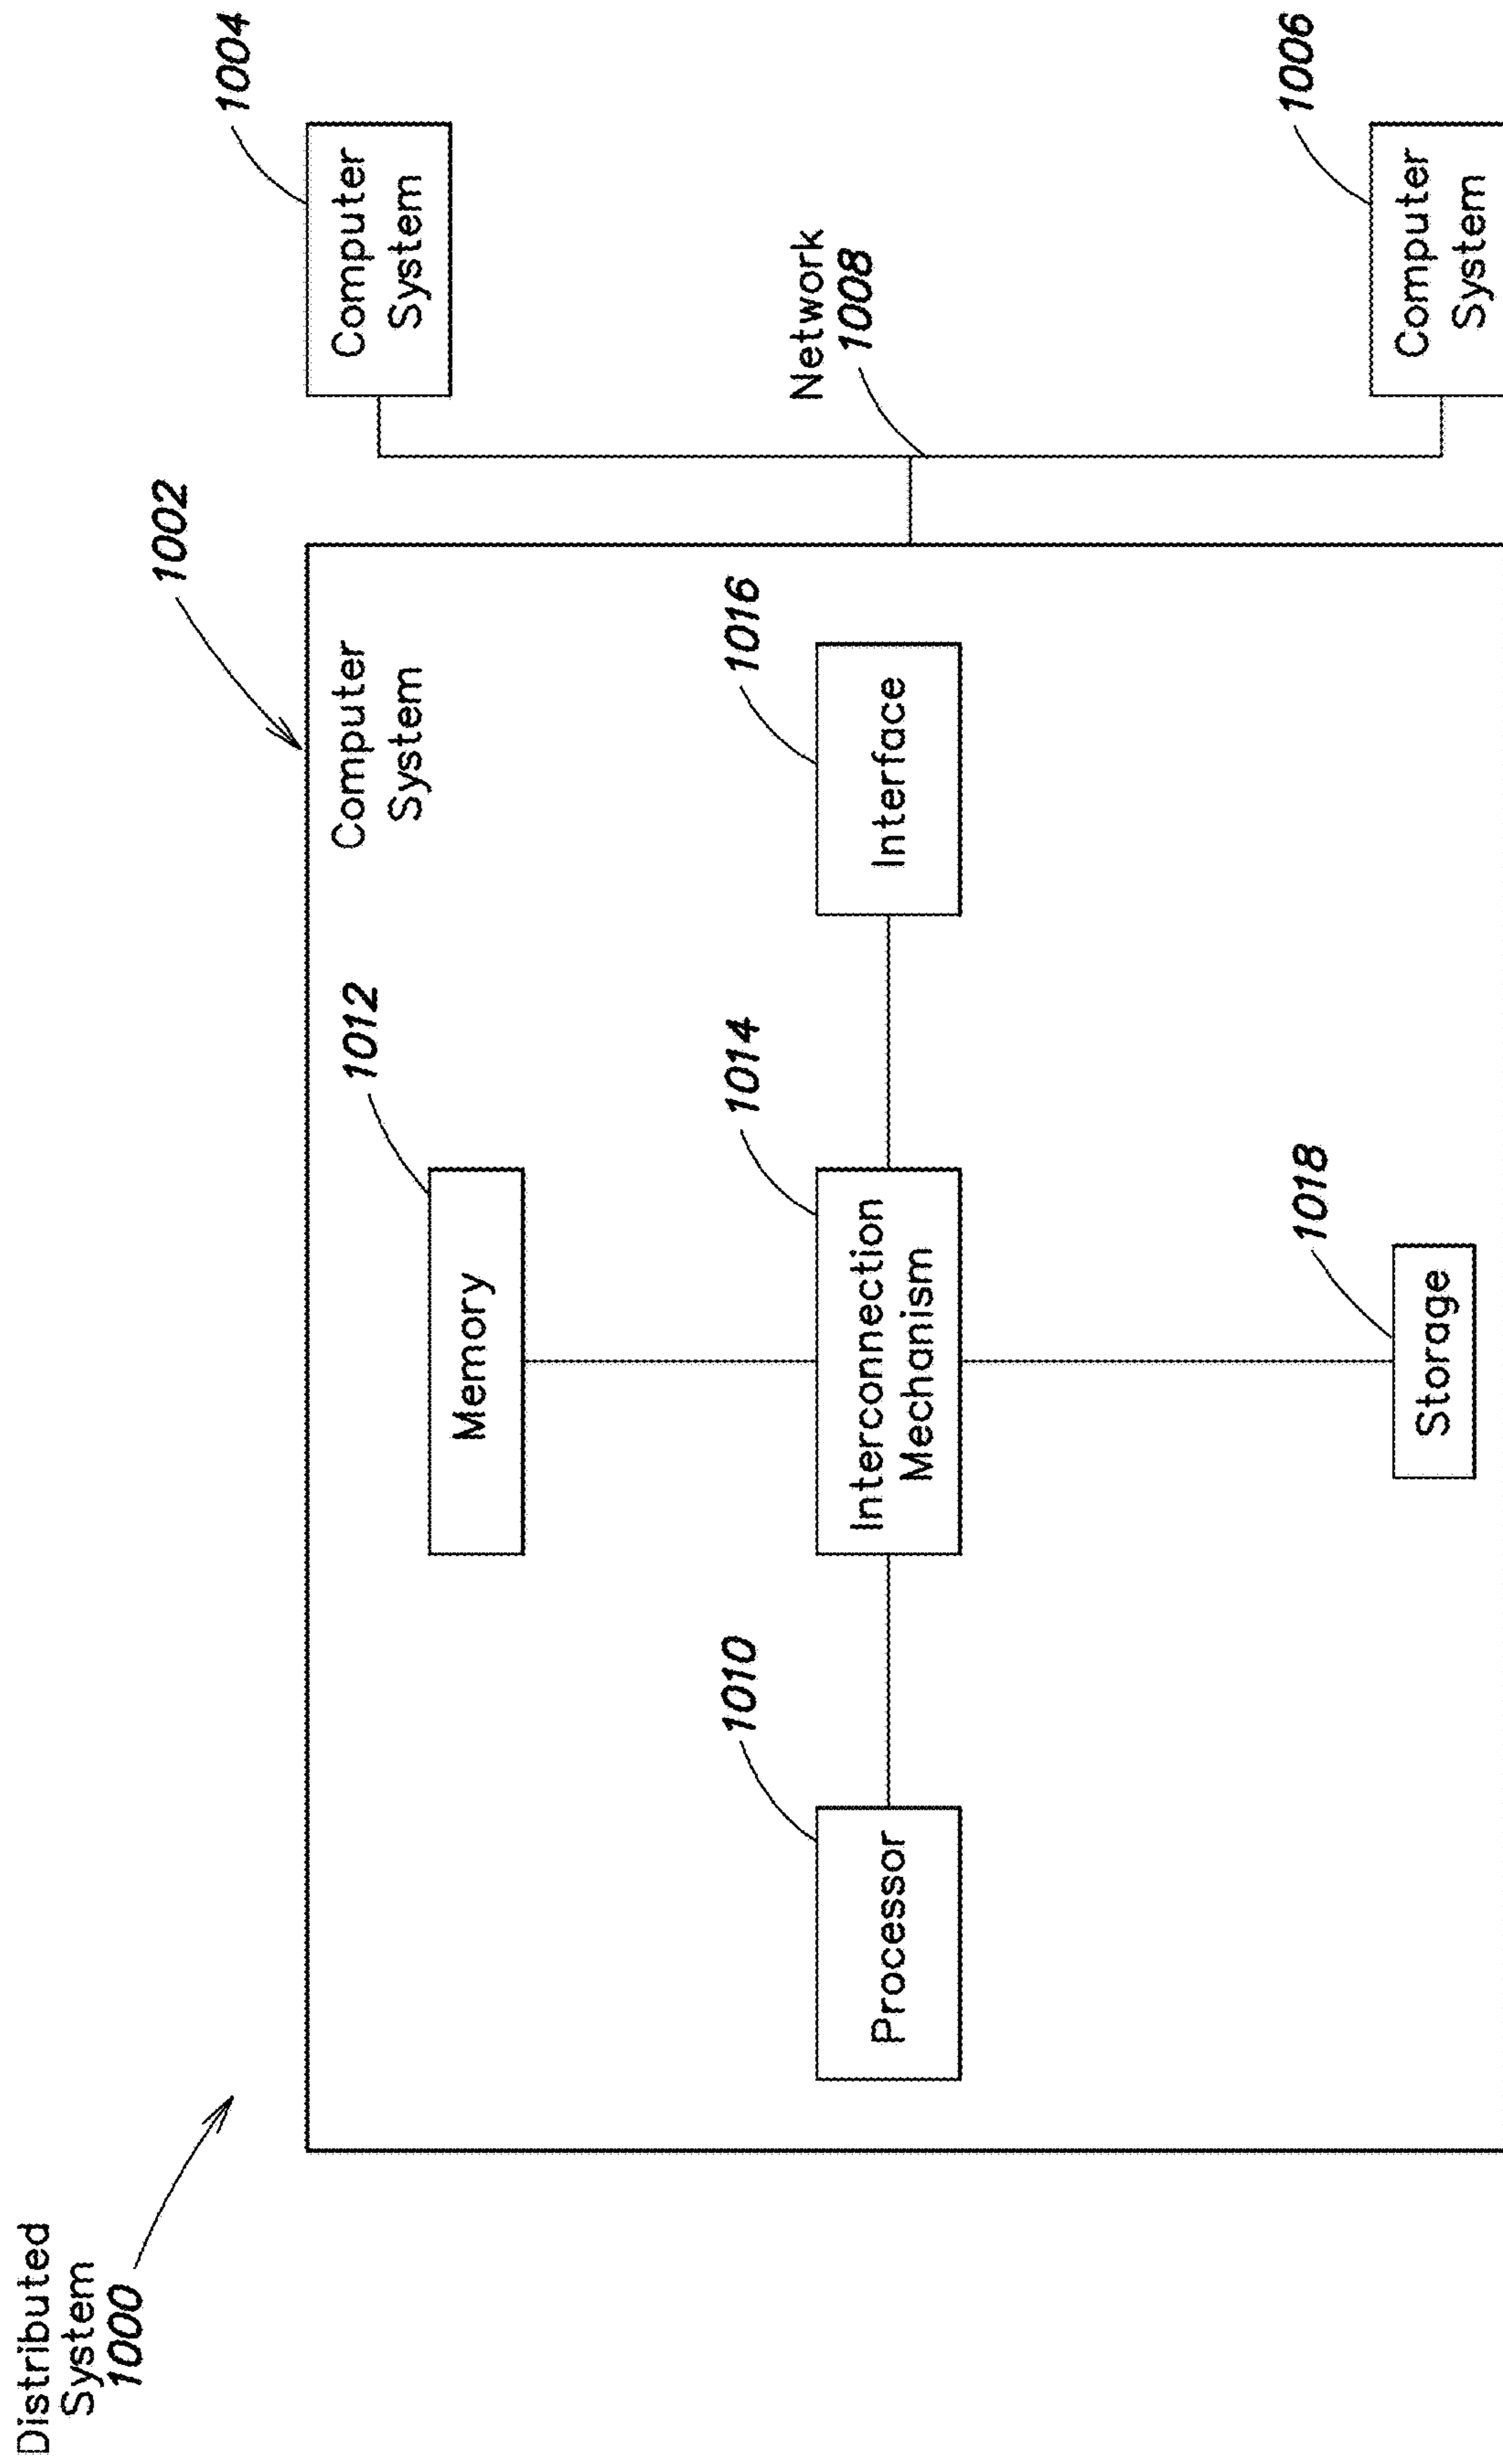 Distributed
System
1000
1002
Computer
System
1004
Computer
System
1012
Memory
1010
Processor
1014
Interconnection
Mechanism
1016
Interface
Network
1008
1018
Storage
1006
Computer
System